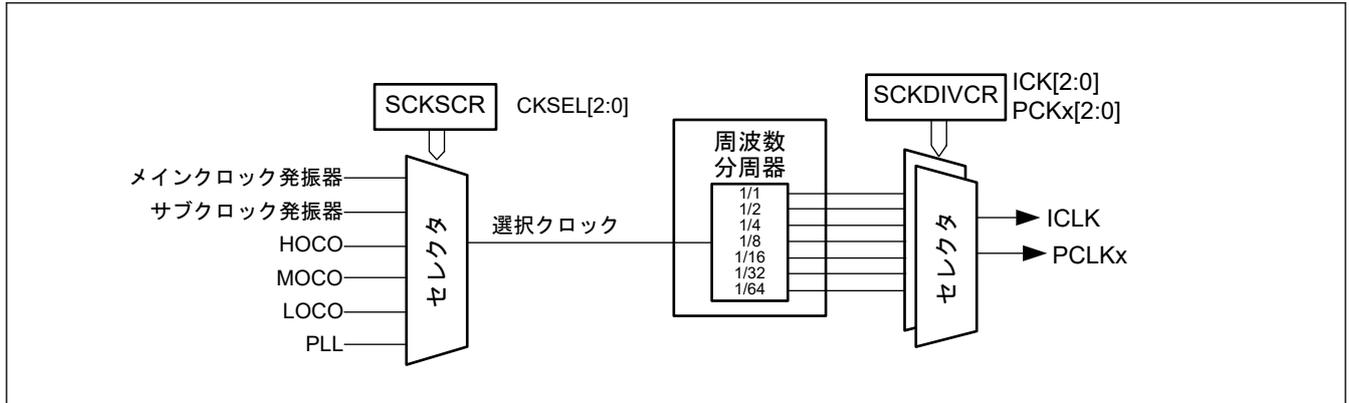 SCKSCR
CKSEL[2:0]
メインクロック発振器
サブクロック発振器
HOCO
MOCO
LOCO
PLL
セレクタ
選択クロック
周波数
分周器
1/1
1/2
1/4
1/8
1/16
1/32
1/64
SCKDIVCR
ICK[2:0]
PCKx[2:0]
セレクタ
ICLK
PCLKx